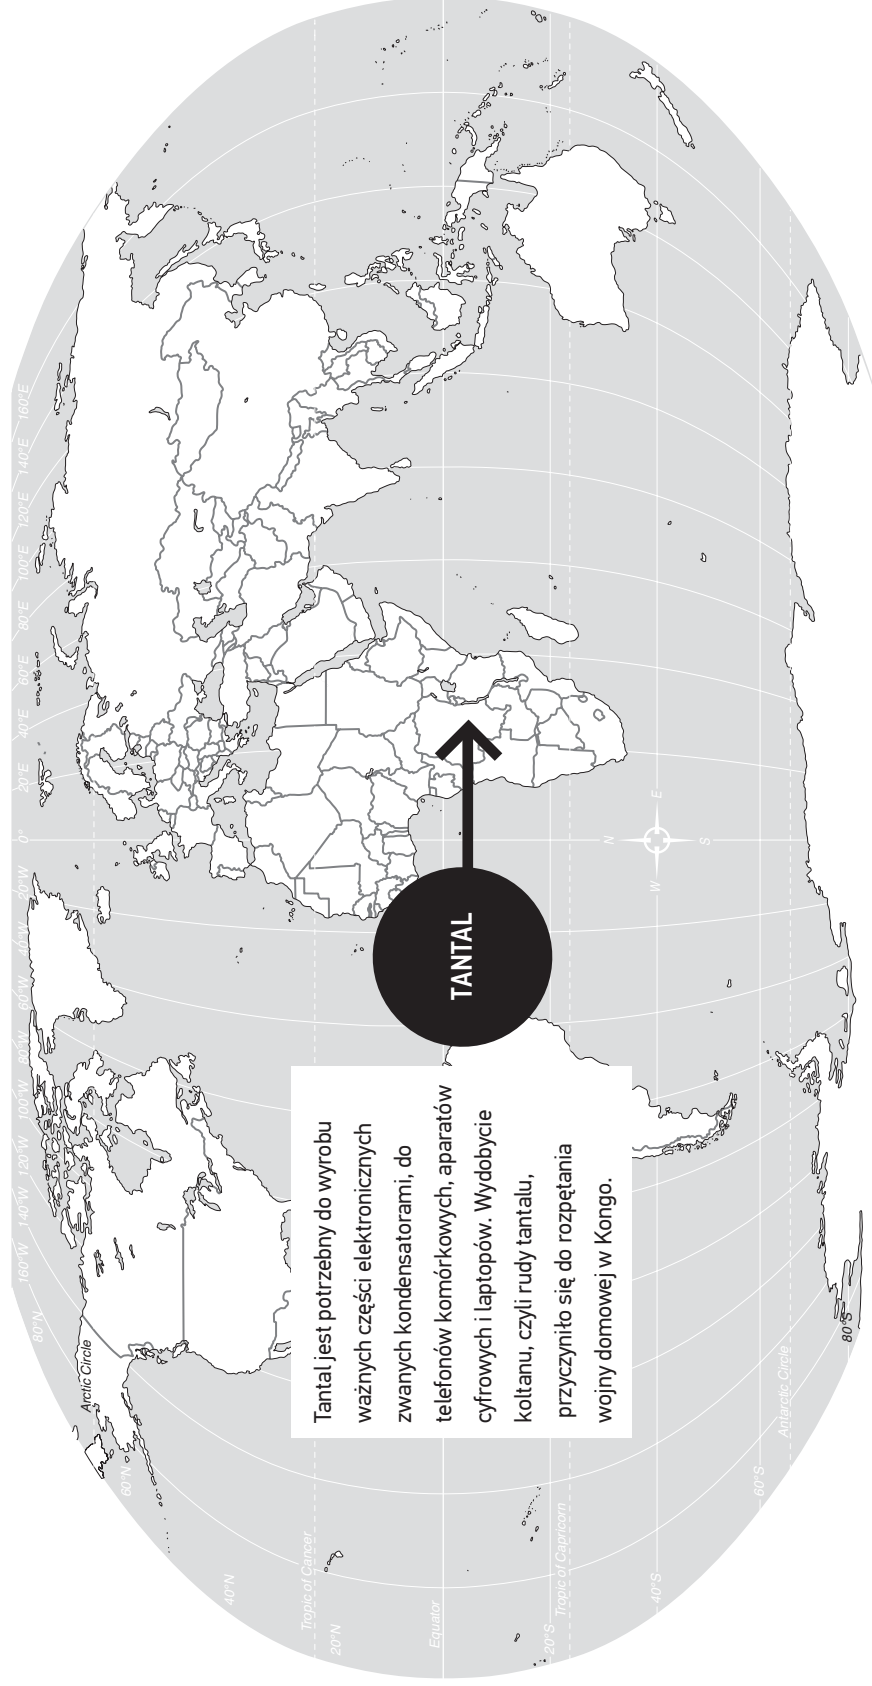 160°W
140°W
120°W
100°W
80°W
60°W
40°W
20°W
0°
20°E
40°E
60°E
80°E
100°E
120°E
140°E
160°E
80°N
Arctic Circle
60°N
40°N
Tropic of Cancer
20°N
Equator
20°S
Tropic of Capricorn
40°S
60°S
Antarctic Circle
80°S
Tantal jest potrzebny do wyrobu
ważnych części elektronicznych
zwanych kondensatorami, do
telefonów komórkowych, aparatów
cyfrowych i laptopów. Wydobycie
koltanu, czyli rudy tantalu,
przyczyniło się do rozpętania
wojny domowej w Kongo.
TANTAL
N
W
E
S